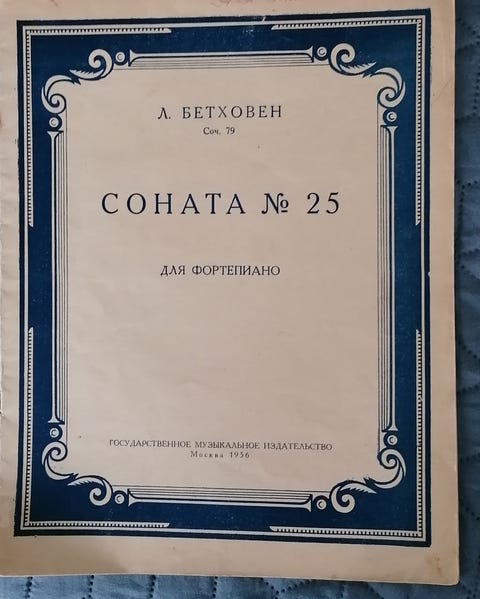 Л. БЕТХОВЕН
Соч. 79
СОНАТА № 25
ДЛЯ ФОРТЕПИАНО
ГОСУДАРСТВЕННОЕ МУЗЫКАЛЬНОЕ ИЗДАТЕЛЬСТВО
Москва 1956